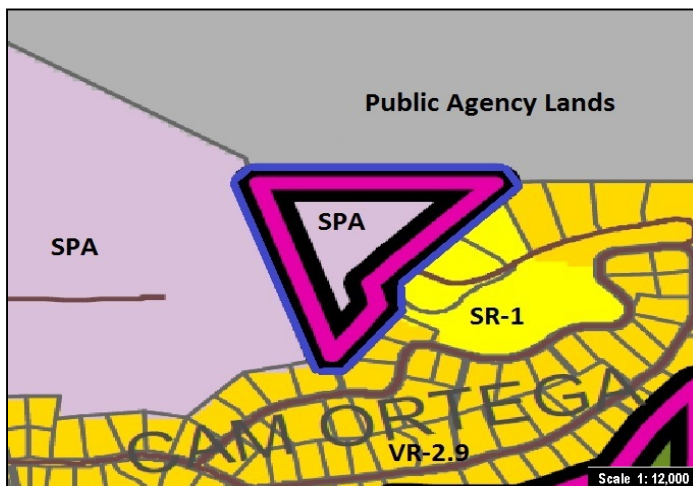 Public Agency Lands
SPA
SPA
SR-1
CAM ORTEGA
VR-2.9
Scale 1: 12,000